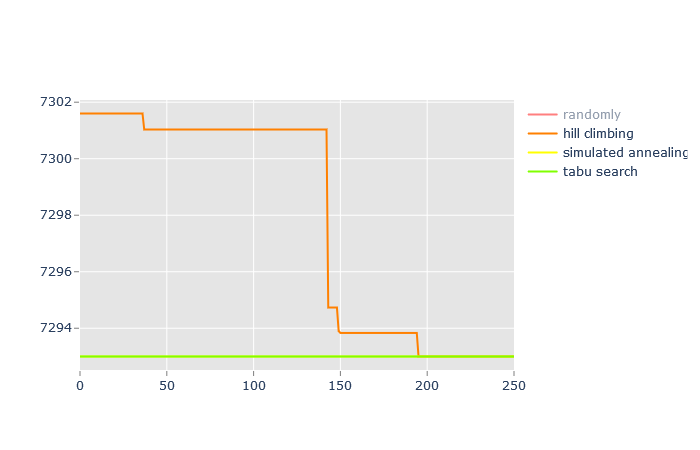 7302
7300
7298
7296
7294
0 50 100 150 200 250
randomly
hill climbing
simulated annealing
tabu search